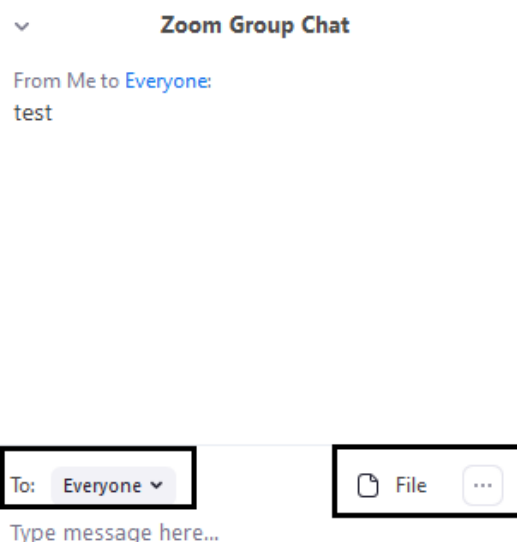 Zoom Group Chat
From Me to Everyone:
test
To: Everyone File ...
Type message here...